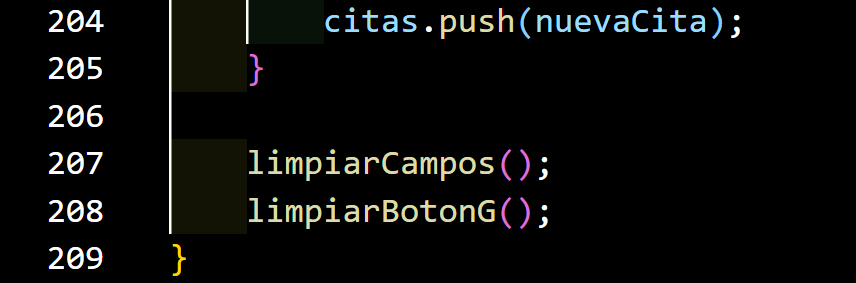 204 citas.push(nuevaCita);
205 }
206
207 limpiarCampos();
208 limpiarBotonG();
209 }